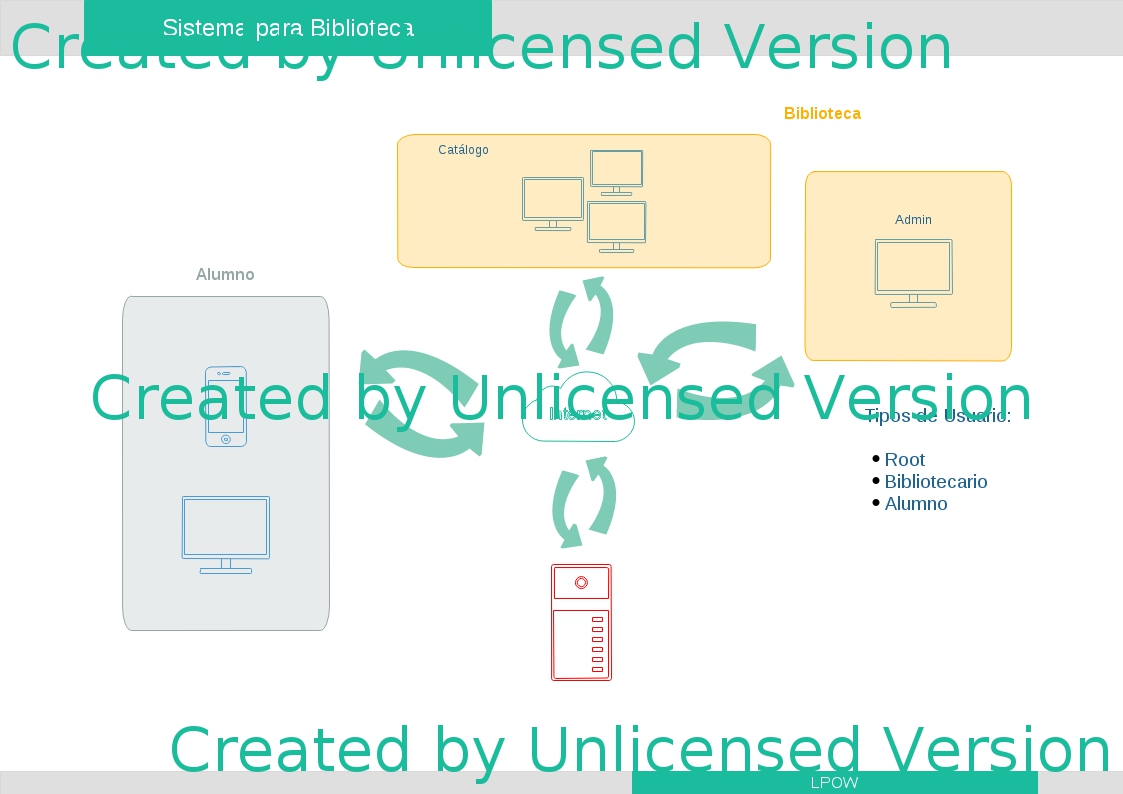 Sistema para Biblioteca
Created by Unlicensed Version
Biblioteca
Catálogo
Admin
Alumno
Created by Unlicensed Version
Internet
Tipos de Usuario:
Root
Bibliotecario
Alumno
Created by Unlicensed Version
LPOW